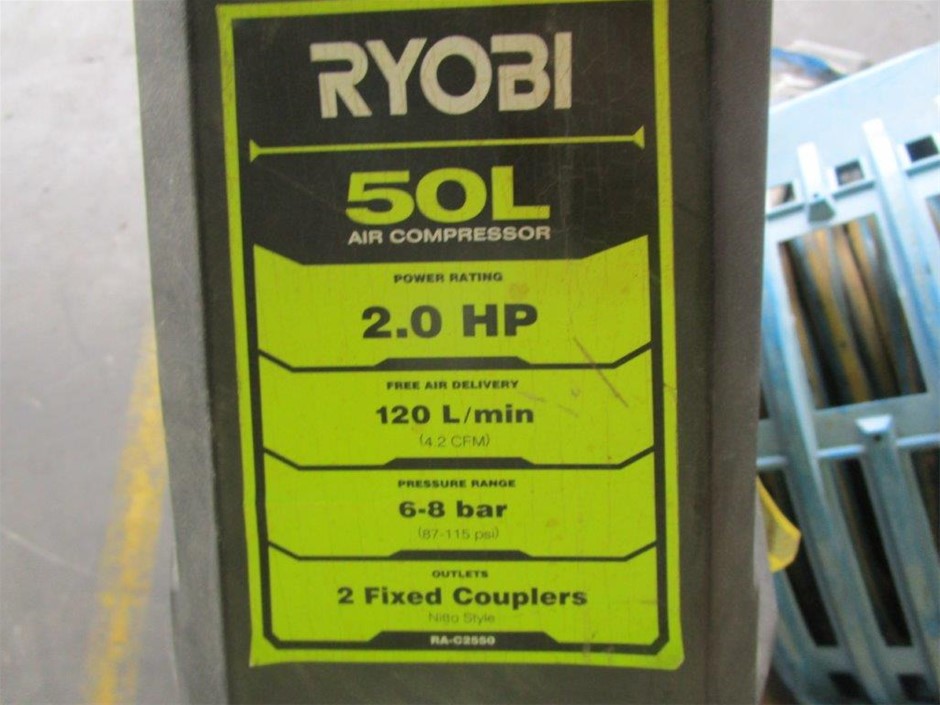 RYOBI
50L
AIR COMPRESSOR
POWER RATING
2.0 HP
FREE AIR DELIVERY
120 L/min
(4.2 CFM)
PRESSURE RANGE
6-8 bar
(87-115 psi)
OUTLETS
2 Fixed Couplers
Nitto Style
RA-C2550